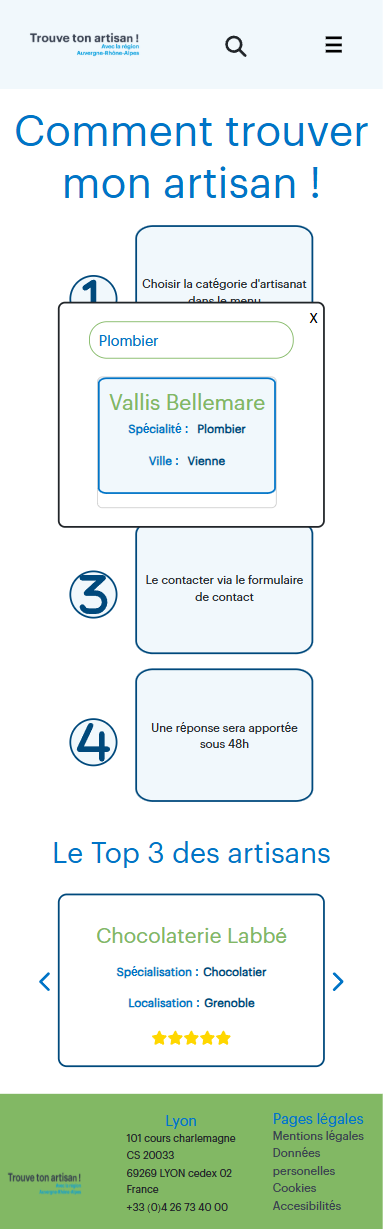 Trouve ton artisan !
Avec la région
Auvergne-Rhône-Alpes
Comment trouver
mon artisan !
Choisir la catégorie d'artisanat
dans le menu
X
Plombier
Vallis Bellemare
Spécialité : Plombier
Ville : Vienne
3
Le contacter via le formulaire
de contact
4
Une réponse sera apportée
sous 48h
Le Top 3 des artisans
Chocolaterie Labbé
Spécialisation : Chocolatier
Localisation : Grenoble
Trouve ton artisan !
Avec la région
Auvergne-Rhône-Alpes
Lyon
101 cours charlemagne
CS 20033
69269 LYON cedex 02
France
+33 (0)4 26 73 40 00
Pages légales
Mentions légales
Données
personelles
Cookies
Accesibilités